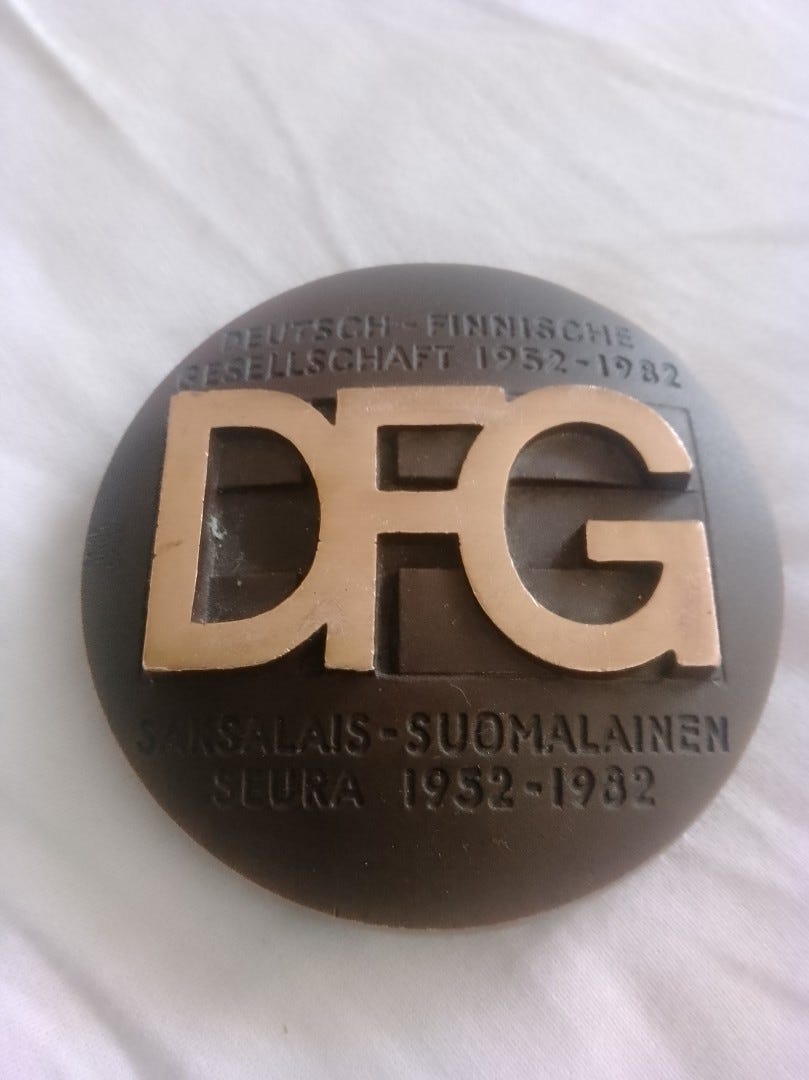 DEUTSCH - FINNISCHE
GESELLSCHAFT 1952-1982
DFG
SAKSALAIS-SUOMALAINEN
SEURA 1952-1982